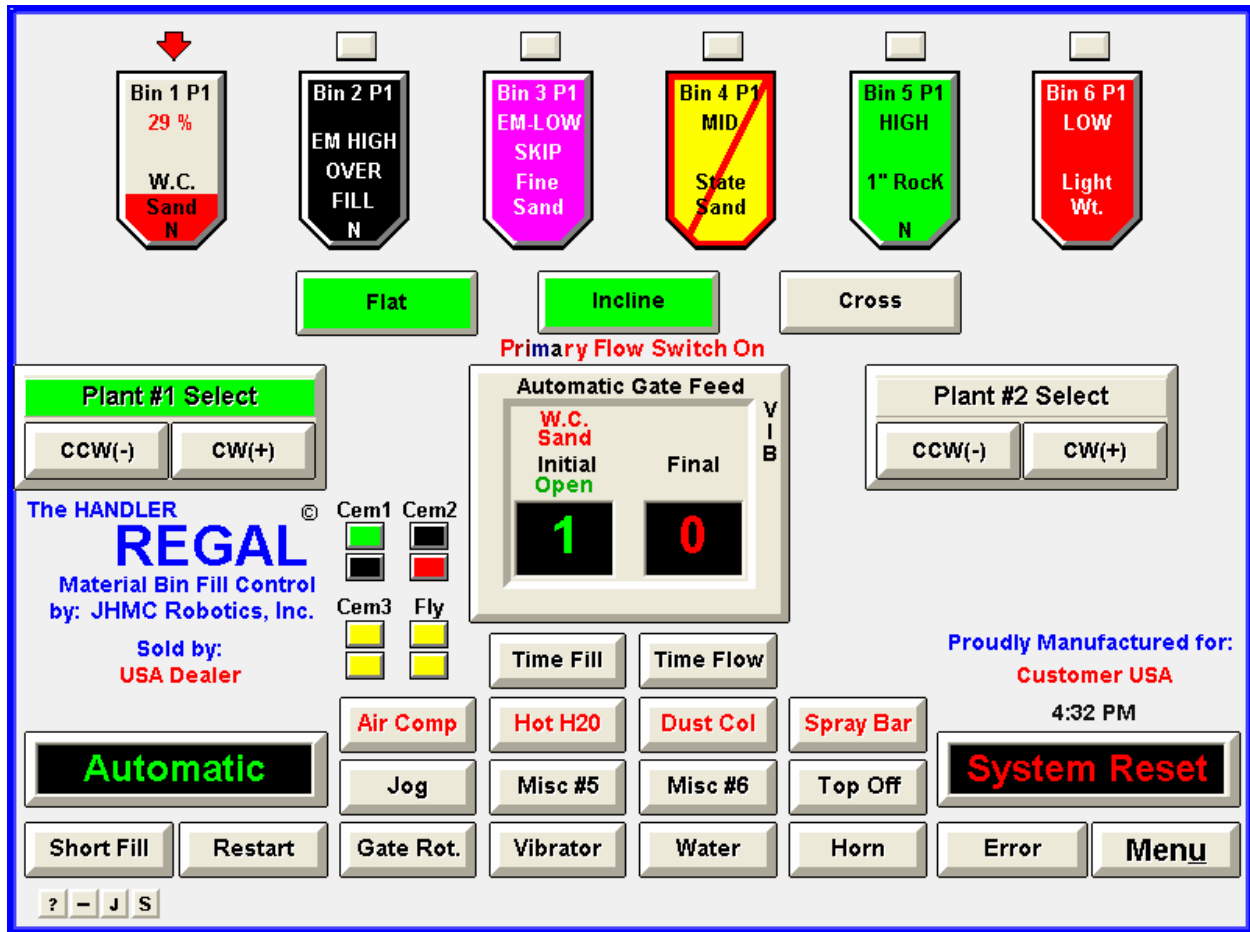 Bin 1 P1
29 %
W.C.
Sand
N
Bin 2 P1
EM HIGH
OVER
FILL
N
Bin 3 P1
EM-LOW
SKIP
Fine
Sand
Bin 4 P1
MID
State
Sand
Bin 5 P1
HIGH
1" RocK
N
Bin 6 P1
LOW
Light
Wt.
Flat
Incline
Cross
Primary Flow Switch On
Plant #1 Select
CCW(-)
CW(+)
Automatic Gate Feed
W.C.
Sand
Initial
Open
1
Final
0
VIB
Plant #2 Select
CCW(-)
CW(+)
The HANDLER ©
REGAL
Material Bin Fill Control
by: JHMC Robotics, Inc.
Sold by:
USA Dealer
Cem1 Cem2
Cem3 Fly
Time Fill
Time Flow
Proudly Manufactured for:
Customer USA
4:32 PM
Air Comp
Hot H20
Dust Col
Spray Bar
Automatic
Jog
Misc #5
Misc #6
Top Off
System Reset
Short Fill
Restart
Gate Rot.
Vibrator
Water
Horn
Error
Menu
? – J S